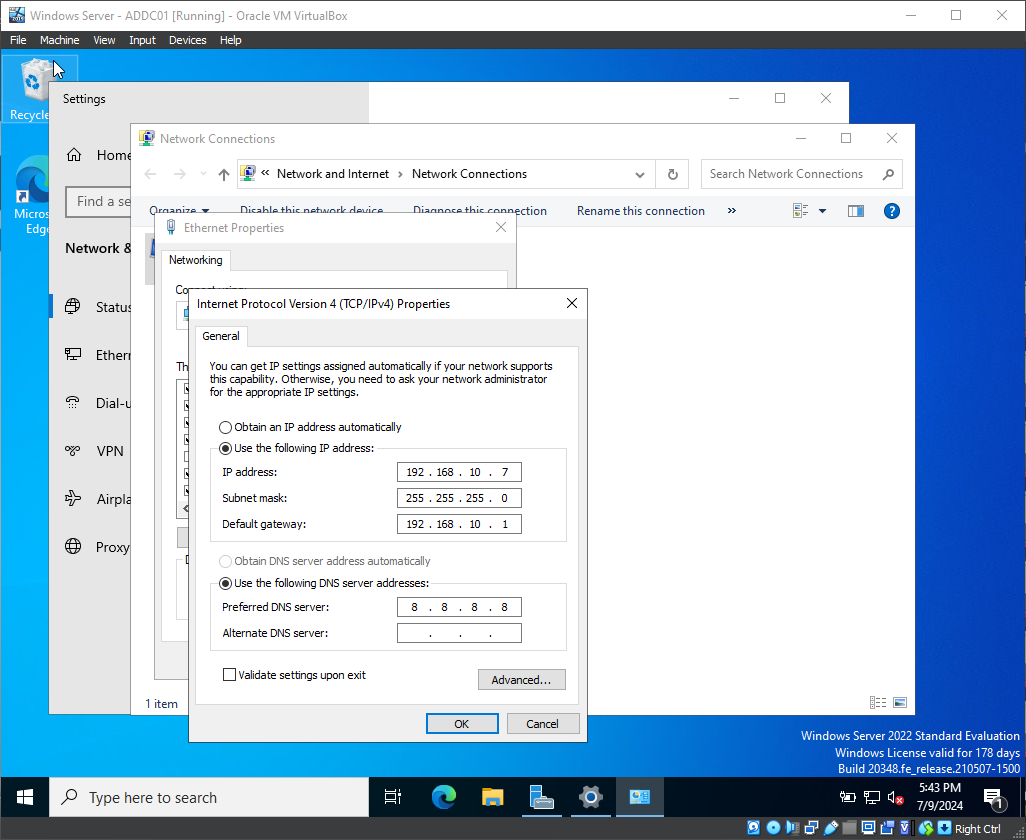 Windows Server - ADDC01 [Running] - Oracle VM VirtualBox
File Machine View Input Devices Help
Recycle
Settings
Network Connections
Home
Network and Internet › Network Connections
Search Network Connections
Micros
Edge
Find a se
Organize Disable this network device Diagnose this connection Rename this connection »
Ethernet Properties
Network &
Networking
Connect using:
Status
Internet Protocol Version 4 (TCP/IPv4) Properties
General
Ethern
Th
You can get IP settings assigned automatically if your network supports
this capability. Otherwise, you need to ask your network administrator
for the appropriate IP settings.
Dial-u
Obtain an IP address automatically
Use the following IP address:
VPN
IP address: 192 . 168 . 10 . 7
Airpla
Subnet mask: 255 . 255 . 255 . 0
Default gateway: 192 . 168 . 10 . 1
Proxy
Obtain DNS server address automatically
Use the following DNS server addresses:
Preferred DNS server: 8 . 8 . 8 . 8
Alternate DNS server: . . .
Validate settings upon exit
Advanced...
1 item
OK Cancel
Windows Server 2022 Standard Evaluation
Windows License valid for 178 days
Build 20348.fe_release.210507-1500
Type here to search
5:43 PM
7/9/2024
1
Right Ctrl